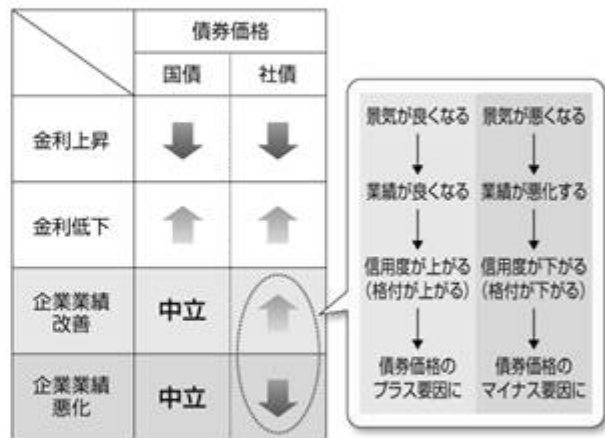 債券価格
国債 社債
金利上昇
金利低下
企業業績
改善
中立
企業業績
悪化
中立
景気が良くなる
業績が良くなる
信用度が上がる
(格付が上がる)
債券価格の
プラス要因に
景気が悪くなる
業績が悪化する
信用度が下がる
(格付が下がる)
債券価格の
マイナス要因に